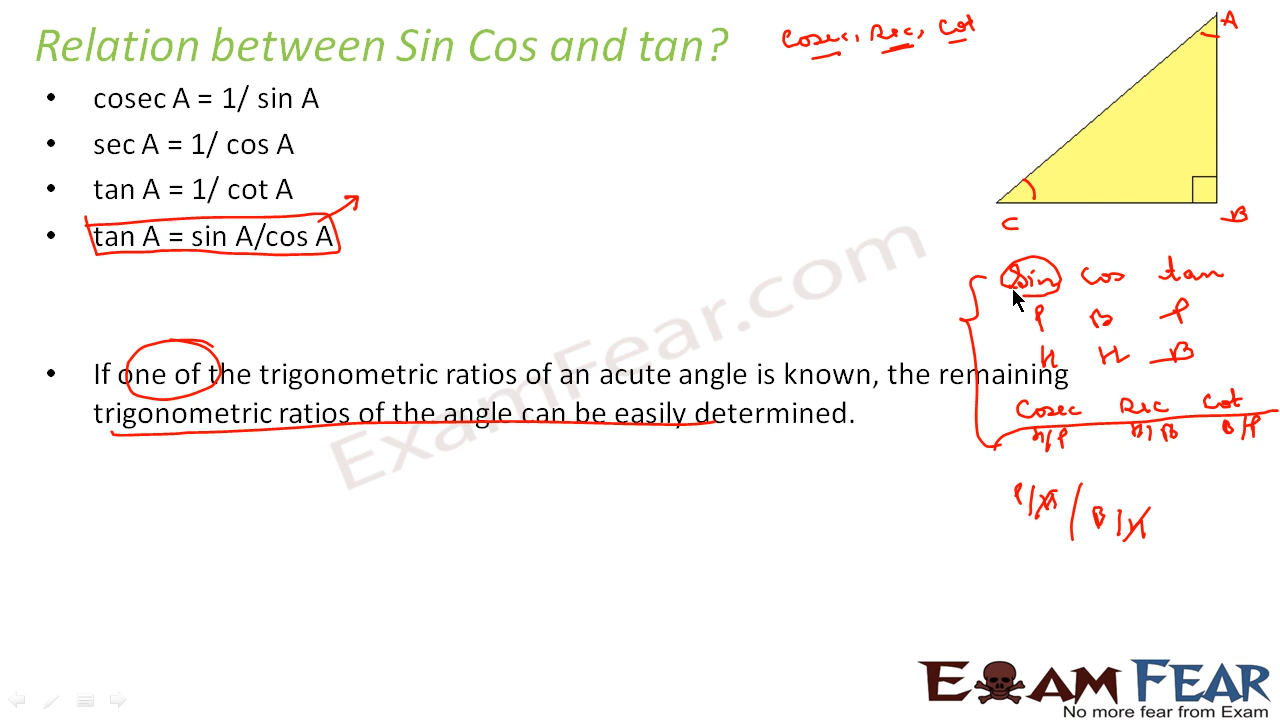 Relation between Sin Cos and tan?
Cosec, Sec, Cot
• cosec A = 1/ sin A
• sec A = 1/ cos A
• tan A = 1/ cot A
• tan A = sin A/cos A
A
C
B
Sin Cos tan
P B P
H H B
• If one of the trigonometric ratios of an acute angle is known, the remaining
trigonometric ratios of the angle can be easily determined.
Cosec Sec Cot
H/P H/B B/P
P/H / B/H
ExamFear.com
EXAM FEAR
No more fear from Exam